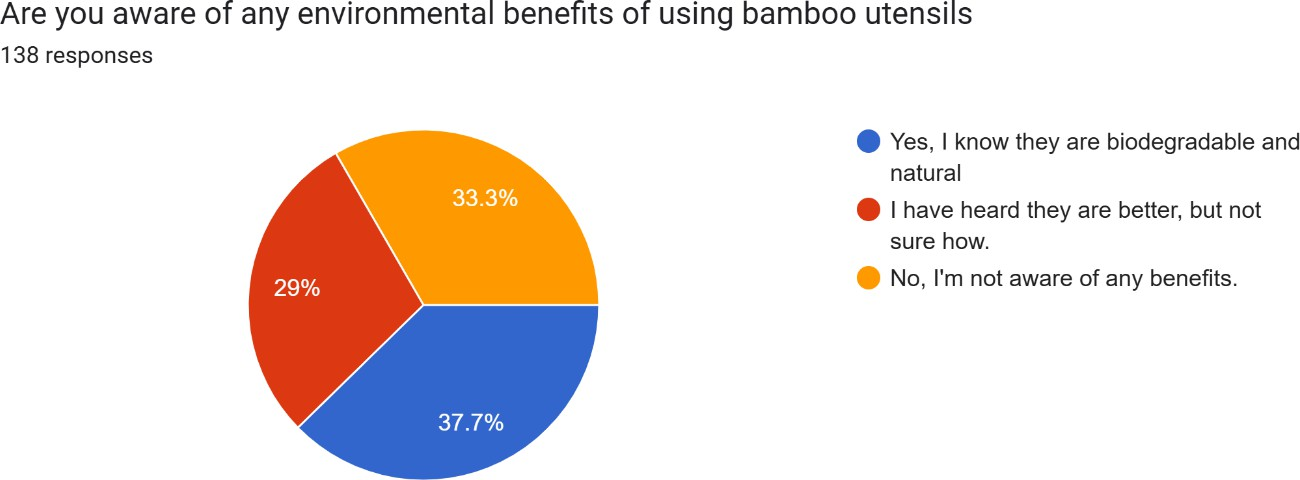 Are you aware of any environmental benefits of using bamboo utensils
138 responses
33.3%
29%
37.7%
Yes, I know they are biodegradable and
natural
I have heard they are better, but not
sure how.
No, I'm not aware of any benefits.